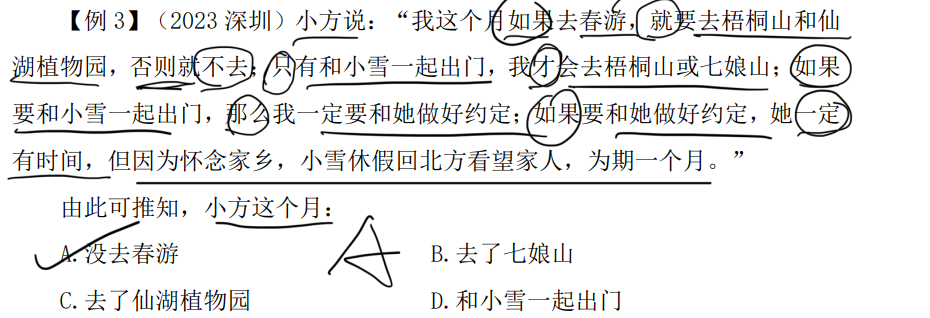 【例 3】（2023 深圳）小方说：“我这个月如果去春游，就要去梧桐山和仙
湖植物园，否则就不去；只有和小雪一起出门，我才会去梧桐山或七娘山；如果
要和小雪一起出门，那么我一定要和她做好约定；如果要和她做好约定，她一定
有时间，但因为怀念家乡，小雪休假回北方看望家人，为期一个月。”
由此可推知，小方这个月：
A
A.没去春游 B.去了七娘山
C.去了仙湖植物园 D.和小雪一起出门